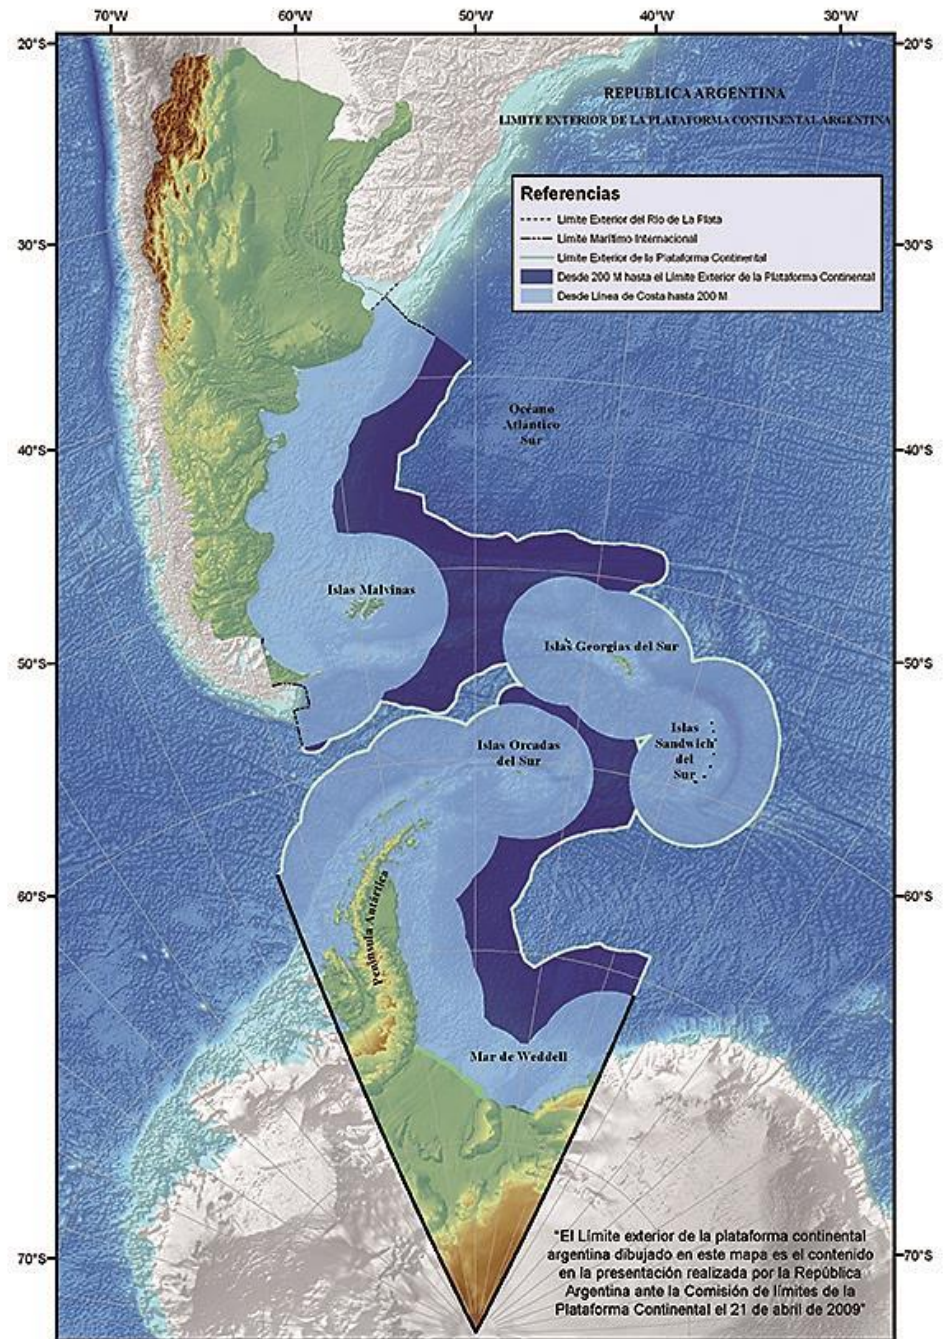 70°W 60°W 50°W 40°W 30°W
20°S 20°S
REPUBLICA ARGENTINA
LIMITE EXTERIOR DE LA PLATAFORMA CONTINENTAL ARGENTINA
Referencias
Límite Exterior del Río de La Plata
Límite Marítimo Internacional
Límite Exterior de la Plataforma Continental
Desde 200 M hasta el Límite Exterior de la Plataforma Continental
Desde Línea de Costa hasta 200 M
30°S 30°S
Océano
Atlántico
Sur
40°S 40°S
Islas Malvinas
Islas Georgias del Sur
50°S 50°S
Islas
Sandwich
del
Sur
Islas Orcadas
del Sur
60°S 60°S
Península Antártica
Mar de Weddell
"El Límite exterior de la plataforma continental
argentina dibujado en este mapa es el contenido
en la presentación realizada por la República
Argentina ante la Comisión de límites de la
Plataforma Continental el 21 de abril de 2009"
70°S 70°S